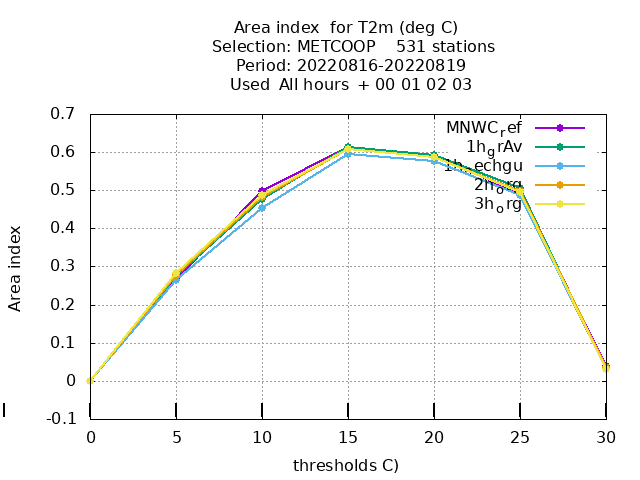 Area index  for T2m (deg C)
Selection: METCOOP    531 stations
Period: 20220816-20220819
Used  All hours  + 00 01 02 03
0.7
0.6
0.5
0.4
0.3
0.2
0.1
0
-0.1
Area index
MNWCref
1hgrAv
2horg
3horg
0
5
10
15
20
25
30
thresholds C)